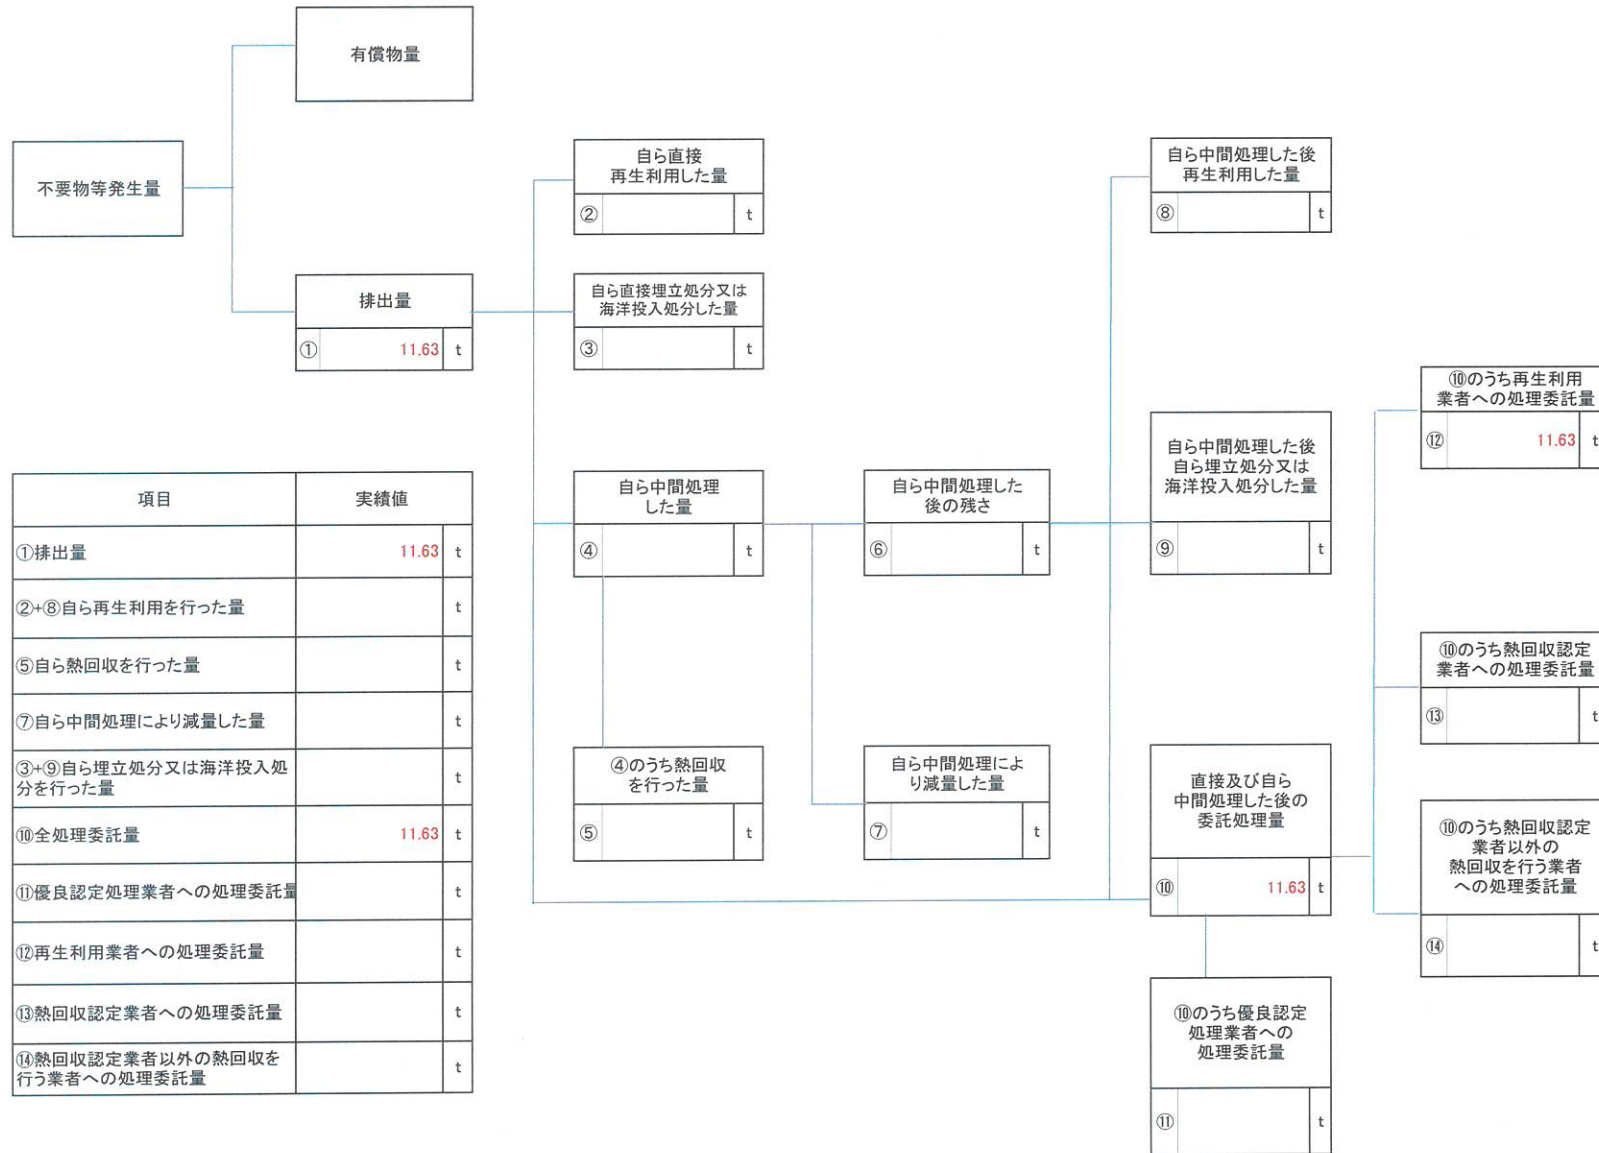 有償物量
不要物等発生量
自ら直接
再生利用した量
② t
自ら中間処理した後
再生利用した量
⑧ t
排出量
① 11.63 t
自ら直接埋立処分又は
海洋投入処分した量
③ t
⑩のうち再生利用
業者への処理委託量
⑫ 11.63 t
自ら中間処理した後
自ら埋立処分又は
海洋投入処分した量
⑨ t
自ら中間処理
した量
④ t
自ら中間処理した
後の残さ
⑥ t
項目 実績値
①排出量 11.63 t
②+⑧自ら再生利用を行った量 t
⑤自ら熱回収を行った量 t
⑦自ら中間処理により減量した量 t
③+⑨自ら埋立処分又は海洋投入処
分を行った量 t
⑩全処理委託量 11.63 t
⑪優良認定処理業者への処理委託量 t
⑫再生利用業者への処理委託量 t
⑬熱回収認定業者への処理委託量 t
⑭熱回収認定業者以外の熱回収を
行う業者への処理委託量 t
⑩のうち熱回収認定
業者への処理委託量
⑬ t
④のうち熱回収
を行った量
⑤ t
自ら中間処理によ
り減量した量
⑦ t
直接及び自ら
中間処理した後の
委託処理量
⑩ 11.63 t
⑩のうち熱回収認定
業者以外の
熱回収を行う業者
への処理委託量
⑭ t
⑩のうち優良認定
処理業者への
処理委託量
⑪ t